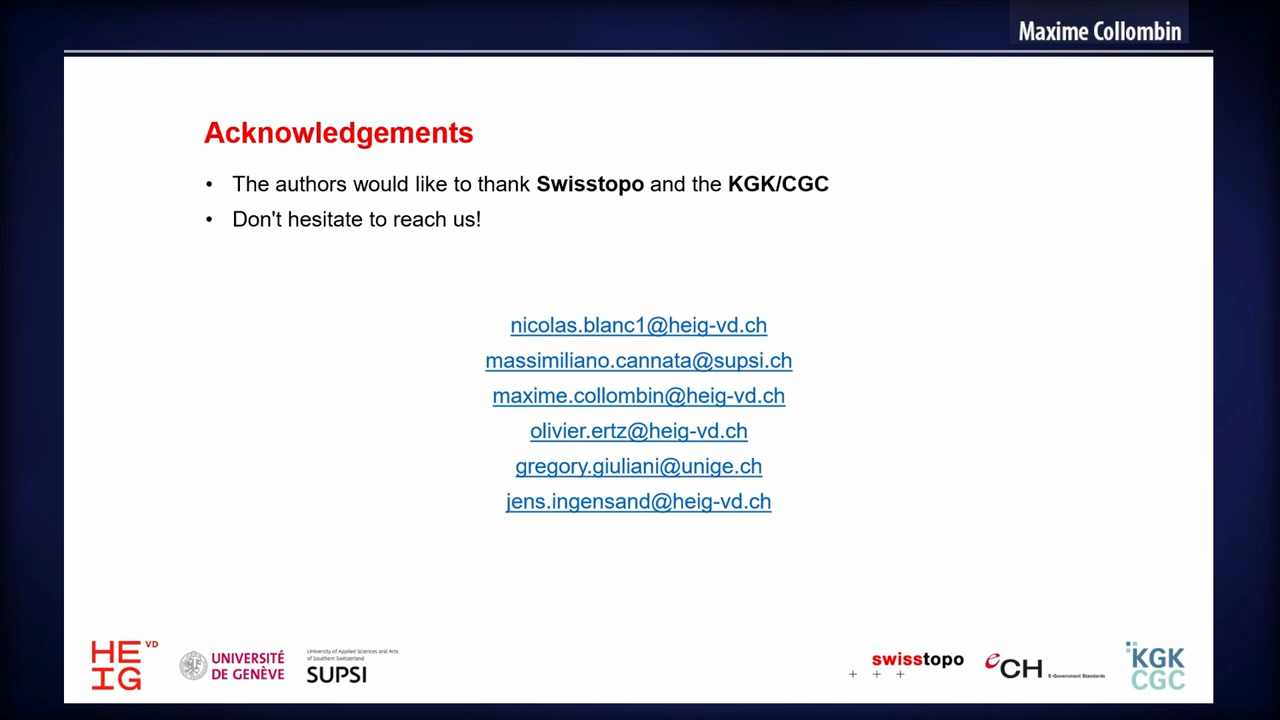 Maxime Collombin
Acknowledgements
• The authors would like to thank Swisstopo and the KGK/CGC
• Don't hesitate to reach us!
nicolas.blanc1@heig-vd.ch
massimiliano.cannata@supsi.ch
maxime.collombin@heig-vd.ch
olivier.ertz@heig-vd.ch
gregory.giuliani@unige.ch
jens.ingensand@heig-vd.ch
HE VD
IG
UNIVERSITÉ
DE GENÈVE
University of Applied Sciences and Arts
of Southern Switzerland
SUPSI
swisstopo
eCH E-Government Standards
KGK
CGC